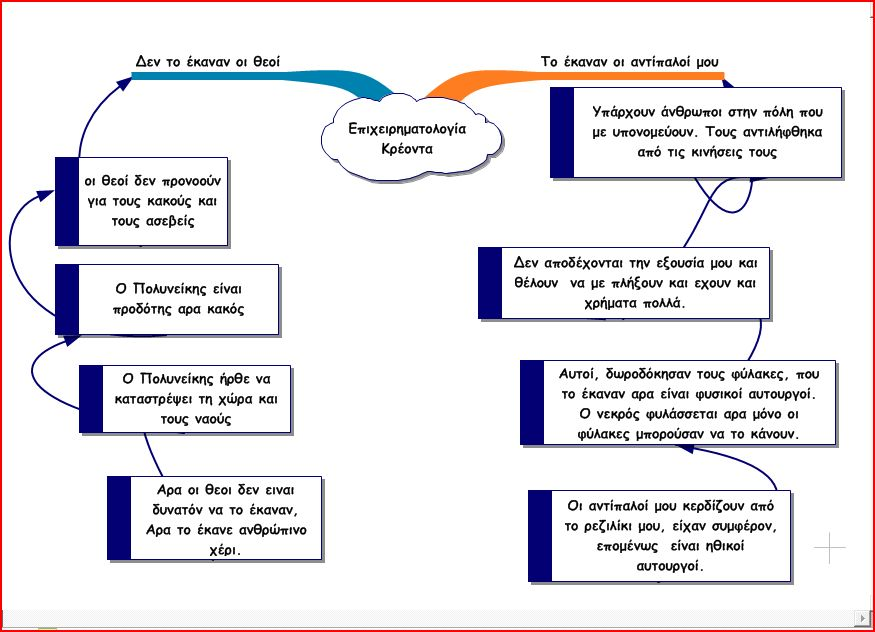 Δεν το έκαναν οι θεοί
Το έκαναν οι αντίπαλοί μου
Επιχειρηματολογία
Κρέοντα
οι θεοί δεν προνοούν
για τους κακούς και
τους ασεβείς
Ο Πολυνείκης είναι
προδότης αρα κακός
Ο Πολυνείκης ήρθε να
καταστρέψει τη χώρα και
τους ναούς
Αρα οι θεοι δεν ειναι
δυνατόν να το έκαναν,
Αρα το έκανε ανθρώπινο
χέρι.
Υπάρχουν άνθρωποι στην πόλη που
με υπονομεύουν. Τους αντιλήφθηκα
από τις κινήσεις τους
Δεν αποδέχονται την εξουσία μου και
θέλουν να με πλήξουν και εχουν και
χρήματα πολλά.
Αυτοί, δωροδόκησαν τους φύλακες, που
το έκαναν αρα είναι φυσικοί αυτουργοί.
Ο νεκρός φυλάσσεται αρα μόνο οι
φύλακες μπορούσαν να το κάνουν.
Οι αντίπαλοί μου κερδίζουν από
το ρεζιλίκι μου, είχαν συμφέρον,
επομένως είναι ηθικοί
αυτουργοί.